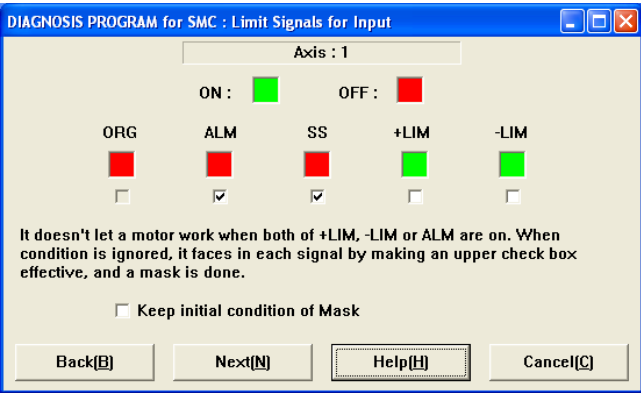 DIAGNOSIS PROGRAM for SMC : Limit Signals for Input
Axis : 1
ON : OFF :
ORG ALM SS +LIM -LIM
It doesn't let a motor work when both of +LIM, -LIM or ALM are on. When
condition is ignored, it faces in each signal by making an upper check box
effective, and a mask is done.
Keep initial condition of Mask
Back(B) Next(N) Help(H) Cancel(C)